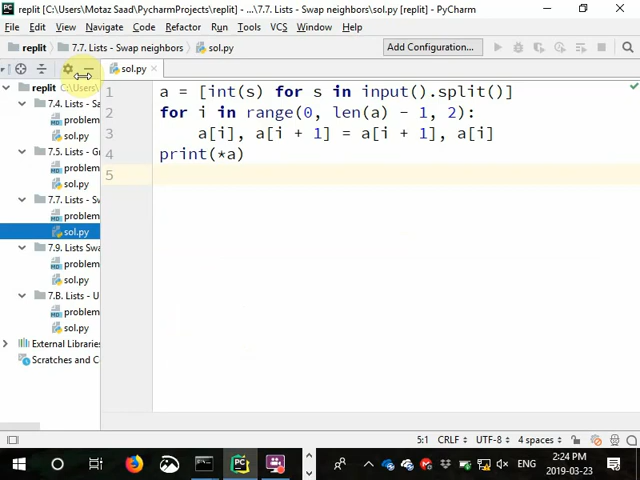 replit [C:\Users\Motaz Saad\PycharmProjects\replit] - ...\7.7. Lists - Swap neighbors\sol.py [replit] - PyCharm
File Edit View Navigate Code Refactor Run Tools VCS Window Help
replit 7.7. Lists - Swap neighbors sol.py Add Configuration...
sol.py
replit C:\Us
7.4. Lists - Sa
problem
sol.py
7.5. Lists - Gr
problem
sol.py
7.7. Lists - Sw
problem
sol.py
7.9. Lists Swa
problem
sol.py
7.B. Lists - U
problem
sol.py
External Libraries
Scratches and C
1 a = [int(s) for s in input().split()]
2 for i in range(0, len(a) - 1, 2):
3 a[i], a[i + 1] = a[i + 1], a[i]
4 print(*a)
5
5:1 CRLF UTF-8 4 spaces
ENG 2:24 PM
2019-03-23